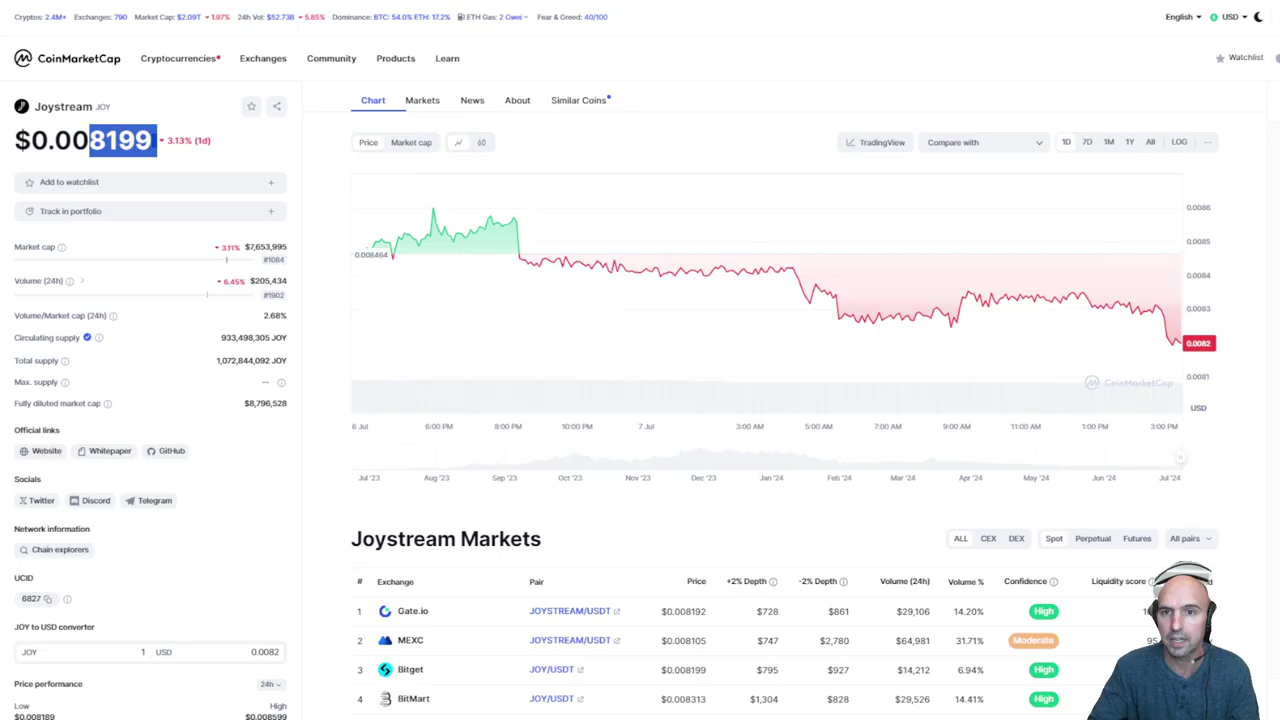 Cryptos: 2.4M+ Exchanges: 790 Market Cap: $2.09T 1.97% 24h Vol: $52.73B 5.85% Dominance: BTC: 54.0% ETH: 17.2% ETH Gas: 2 Gwei Fear & Greed: 40/100
English USD
CoinMarketCap Cryptocurrencies Exchanges Community Products Learn Watchlist
Joystream JOY
$0.008199 3.13% (1d)
Add to watchlist +
Track in portfolio +
Market cap 3.11% $7,653,995
#1084
Volume (24h) 6.45% $205,434
#1902
Volume/Market cap (24h) 2.68%
Circulating supply 933,498,305 JOY
Total supply 1,072,844,092 JOY
Max. supply --
Fully diluted market cap $8,796,528
Official links
Website Whitepaper GitHub
Socials
Twitter Discord Telegram
Network information
Chain explorers
UCID
6827
JOY to USD converter
JOY 1 USD 0.0082
Price performance 24h
Low High
$0.008189 $0.008599
Chart Markets News About Similar Coins
Price Market cap TradingView Compare with 1D 7D 1M 1Y All LOG ...
0.0086
0.0085
0.008464
0.0084
0.0083
0.0082
0.0081
CoinMarketCap
USD
6 Jul 6:00 PM 8:00 PM 10:00 PM 7 Jul 3:00 AM 5:00 AM 7:00 AM 9:00 AM 11:00 AM 1:00 PM 3:00 PM
Jul '23 Aug '23 Sep '23 Oct '23 Nov '23 Dec '23 Jan '24 Feb '24 Mar '24 Apr '24 May '24 Jun '24 Jul '24
Joystream Markets ALL CEX DEX Spot Perpetual Futures All pairs
# Exchange Pair Price +2% Depth -2% Depth Volume (24h) Volume % Confidence Liquidity score
1 Gate.io JOYSTREAM/USDT $0.008192 $728 $861 $29,106 14.20% High
2 MEXC JOYSTREAM/USDT $0.008105 $747 $2,780 $64,981 31.71% Moderate
3 Bitget JOY/USDT $0.008199 $795 $927 $14,212 6.94% High
4 BitMart JOY/USDT $0.008313 $1,304 $828 $29,526 14.41% High